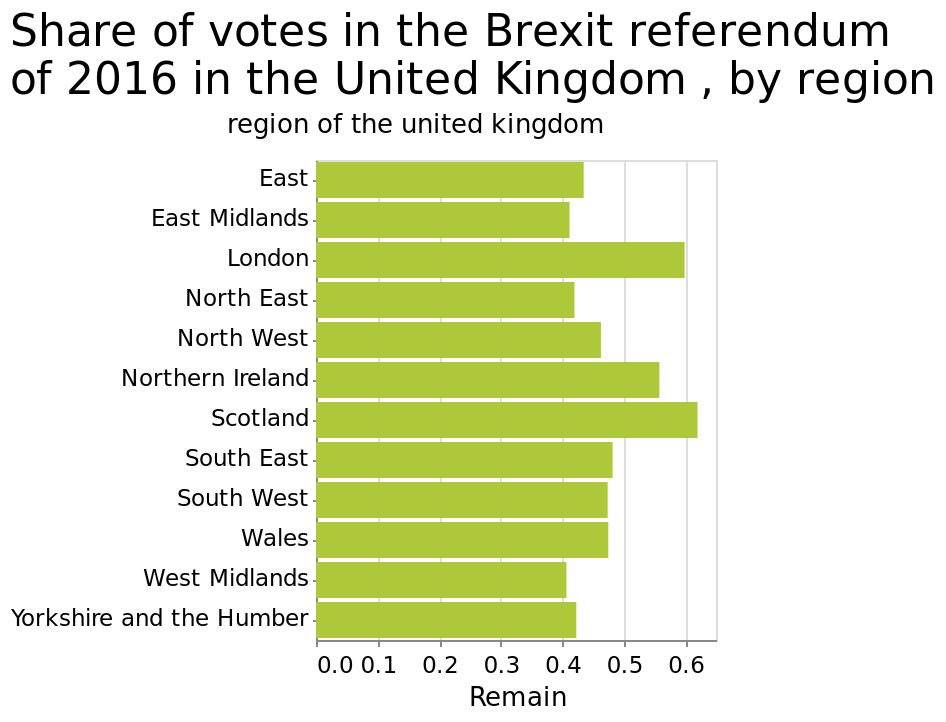 Share of votes in the Brexit referendum
of 2016 in the United Kingdom , by region
region of the united kingdom
East
East Midlands
London
North East
North West
Northern Ireland
Scotland
South East
South West
Wales
West Midlands
Yorkshire and the Humber
0.0 0.1 0.2 0.3 0.4 0.5 0.6
Remain